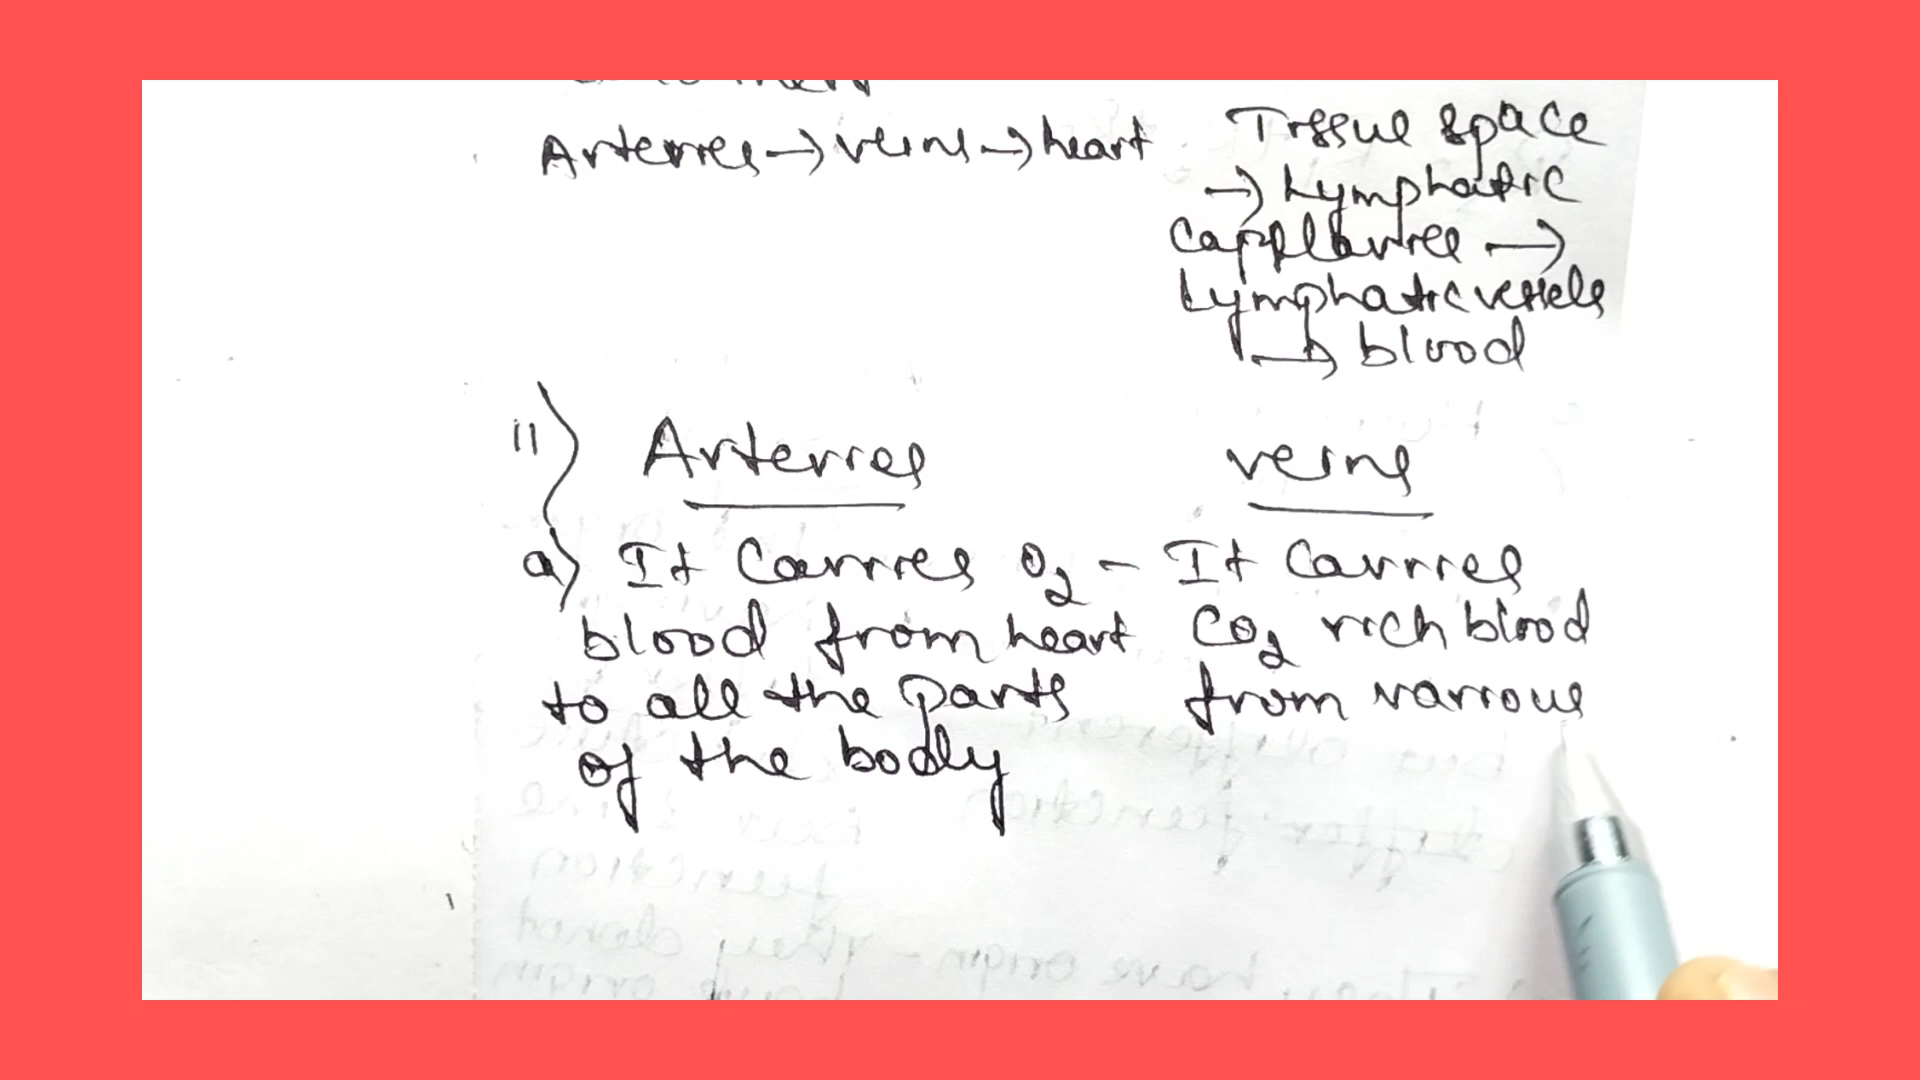 Arteries → veins → heart
Tissue space
→ Lymphatic
Capillaries →
Lymphatic vessels
→ blood
ii) Arteries
veins
a) It Carries O2 -
blood from heart
to all the parts
of the body
It Carries
CO2 rich blood
from various